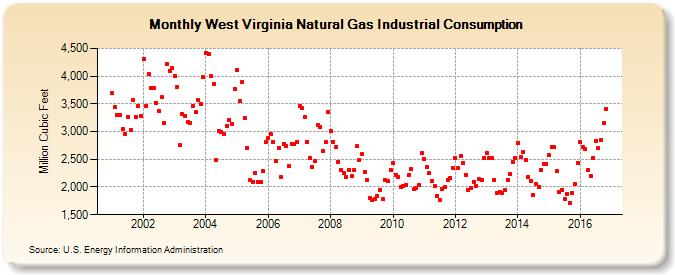 Monthly West Virginia Natural Gas Industrial Consumption
Million Cubic Feet
4,500
4,000
3,500
3,000
2,500
2,000
1,500
2002 2004 2006 2008 2010 2012 2014 2016
Source: U.S. Energy Information Administration